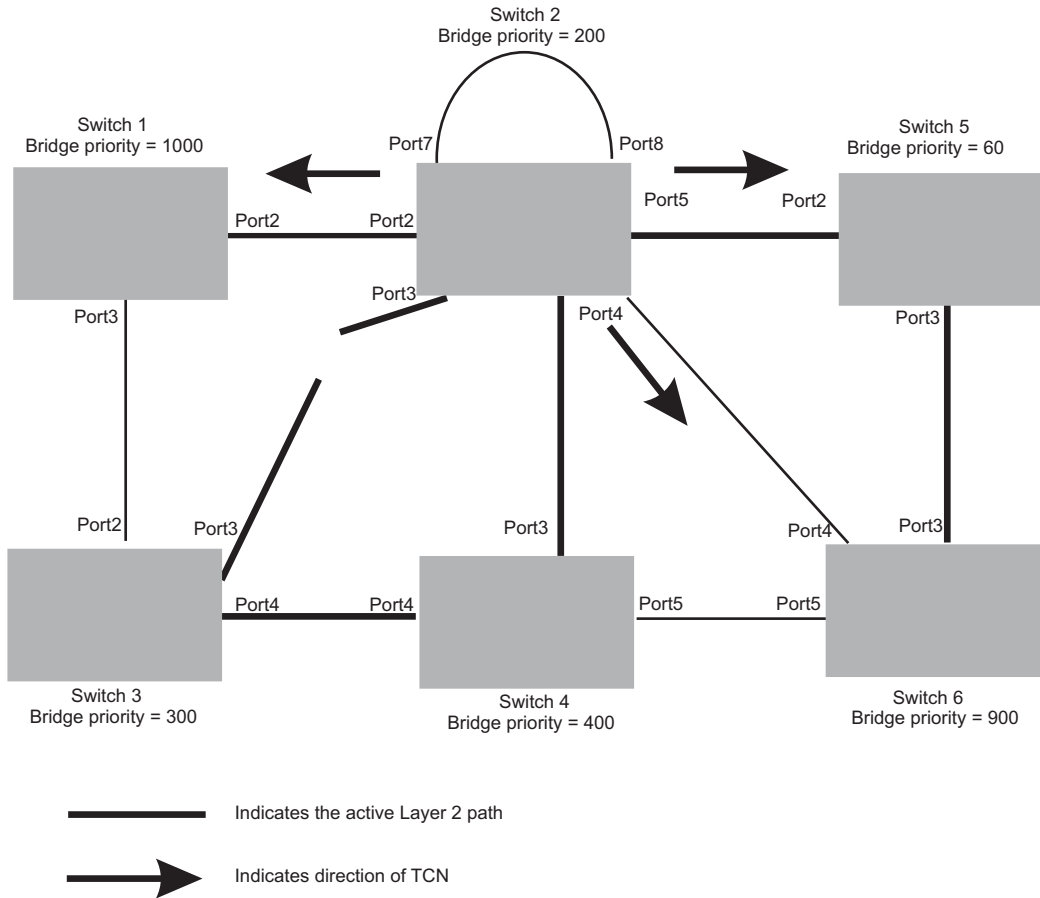 Switch 2
Bridge priority = 200
Switch 1
Bridge priority = 1000
Switch 5
Bridge priority = 60
Port7
Port8
Port5
Port2
Port2
Port2
Port3
Port3
Port4
Port3
Port2
Port3
Port3
Port4
Port3
Port4
Port4
Port5
Port5
Switch 3
Bridge priority = 300
Switch 4
Bridge priority = 400
Switch 6
Bridge priority = 900
Indicates the active Layer 2 path
Indicates direction of TCN